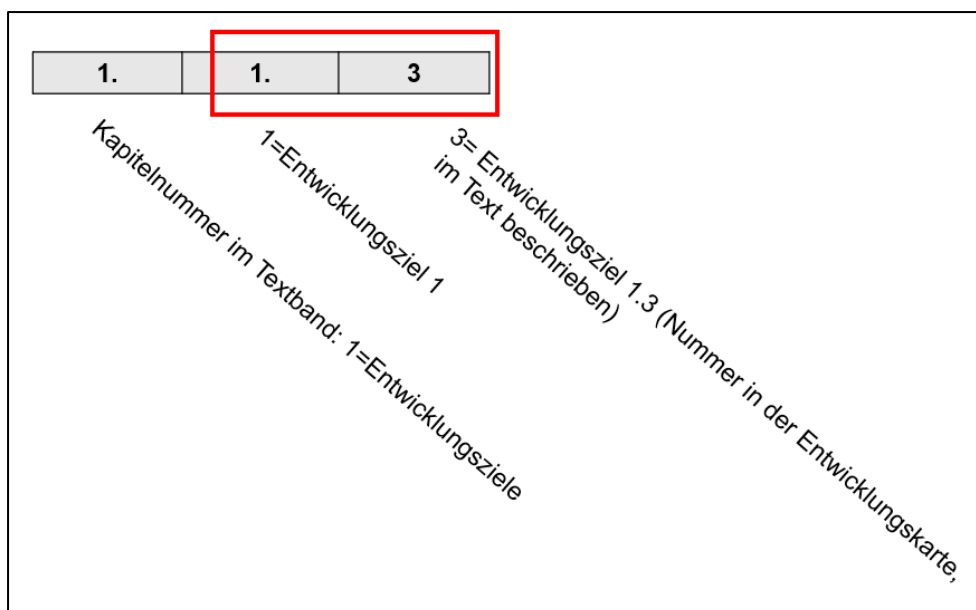 1. 1. 3
Kapitelnummer im Textband: 1=Entwicklungsziele
1=Entwicklungsziel 1
3= Entwicklungsziel 1.3 (Nummer in der Entwicklungskarte,
im Text beschrieben)